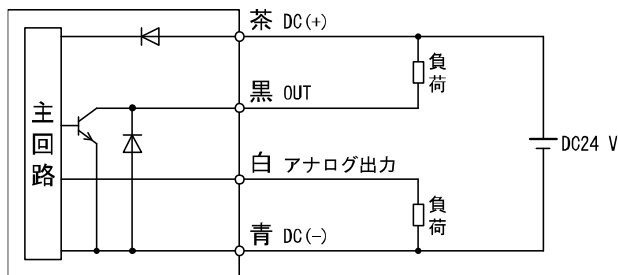 茶 DC(+)
負荷
黒 OUT
主回路
DC24 V
白 アナログ出力
負荷
青 DC(−)